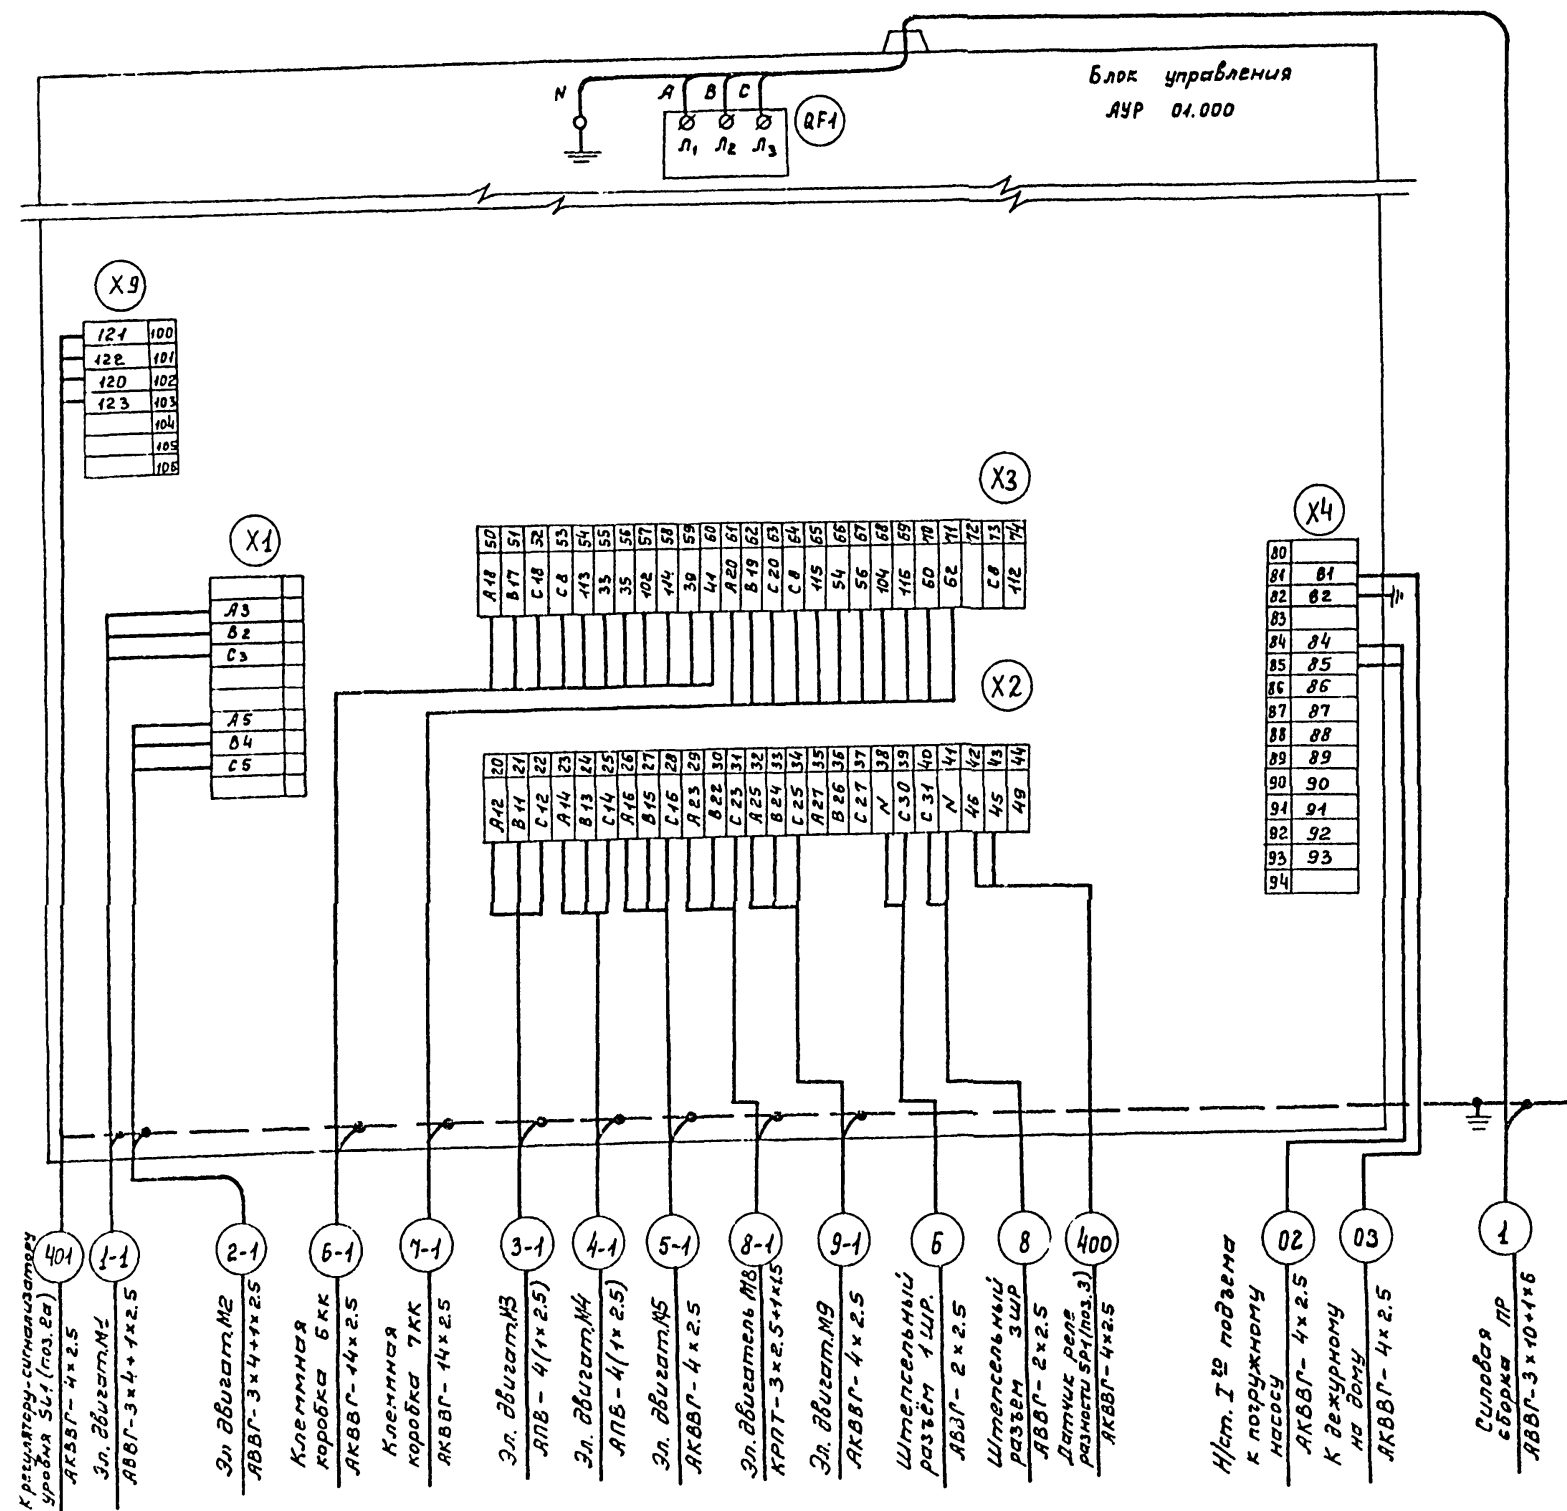 Блок управления
АУР 01.000
N
А
В
С
QF1
Л1 Л2 Л3
X9
121 100
122 101
120 102
123 103
104
105
106
X1
А3
В2
С3
А5
В4
С5
X3
50 51 52 53 54 55 56 57 58 59 60 61 62 63 64 65 66 67 68 69 70 71 72 73 74
А18 В17 С18 С8 113 33 35 102 114 39 41 А20 В19 С20 С8 115 54 56 104 116 60 62 С8 112
X2
20 21 22 23 24 25 26 27 28 29 30 31 32 33 34 35 36 37 38 39 40 41 42 43 44
А12 В11 С12 А14 В13 С14 А16 В15 С16 А23 В22 С23 А25 В24 С25 А27 В26 С27 N С30 С31 N 46 45 49
X4
80
81 В1
82 В2
83
84 84
85 85
86 86
87 87
88 88
89 89
90 90
91 91
92 92
93 93
94
401
К регулятору-сигнализатору
уровня SL1 (поз. 2а)
АКВВГ- 4×2.5
1-1
Эл. двигат. М1
АВВГ-3×4+1×2.5
2-1
Эл двигат. М2
АВВГ-3×4+1×2.5
6-1
Клеммная
коробка 6кк
АКВВГ-14×2.5
7-1
Клеммная
коробка 7кк
АКВВГ-14×2.5
3-1
Эл. двигат. М3
АПВ-4(1×2.5)
4-1
Эл. двигат. М4
АПВ-4(1×2.5)
5-1
Эл. двигат. М5
АКВВГ-4×2.5
8-1
Эл. двигатель М8
КРПТ-3×2.5+1×1.5
9-1
Эл. двигат. М9
АКВВГ-4×2.5
6
Штепсельный
разъём 1 ШР.
АВВГ-2×2.5
8
Штепсельный
разъем 3ШР
АВВГ-2×2.5
400
Датчик реле
разности SP1(поз.3)
АКВВГ-4×2.5
02
Н/ст. I го подъема
к погружному
насосу
АКВВГ-4×2.5
03
К дежурному
на дому
АКВВГ-4×2.5
1
Силовая
сборка ПР
АВВГ-3×10+1×6